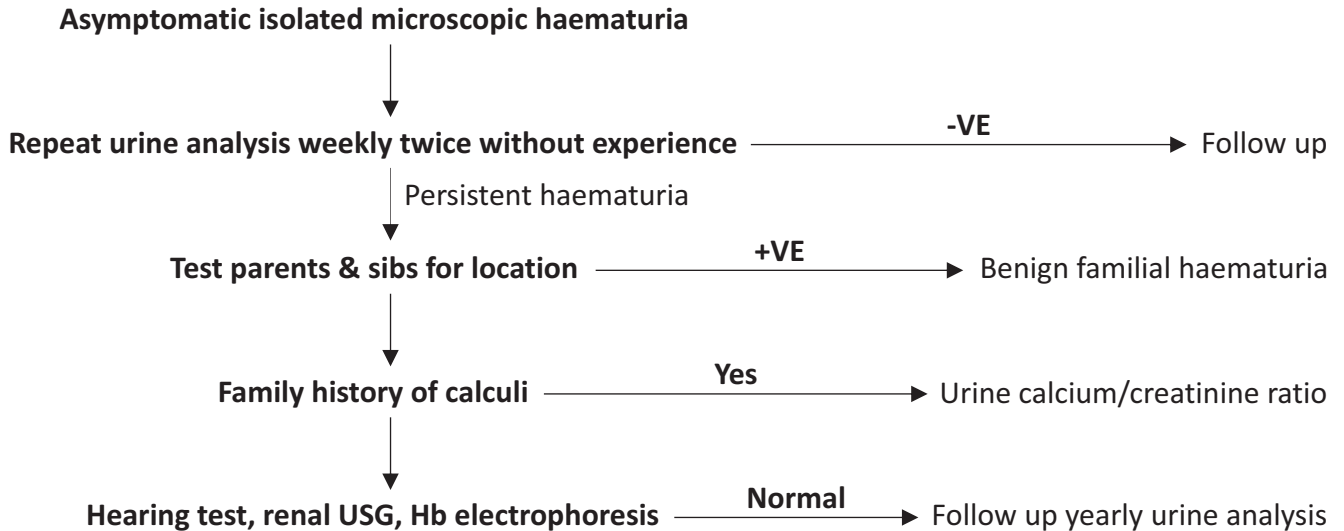 Asymptomatic isolated microscopic haematuria
Repeat urine analysis weekly twice without experience -VE Follow up
Persistent haematuria
Test parents & sibs for location +VE Benign familial haematuria
Family history of calculi Yes Urine calcium/creatinine ratio
Hearing test, renal USG, Hb electrophoresis Normal Follow up yearly urine analysis